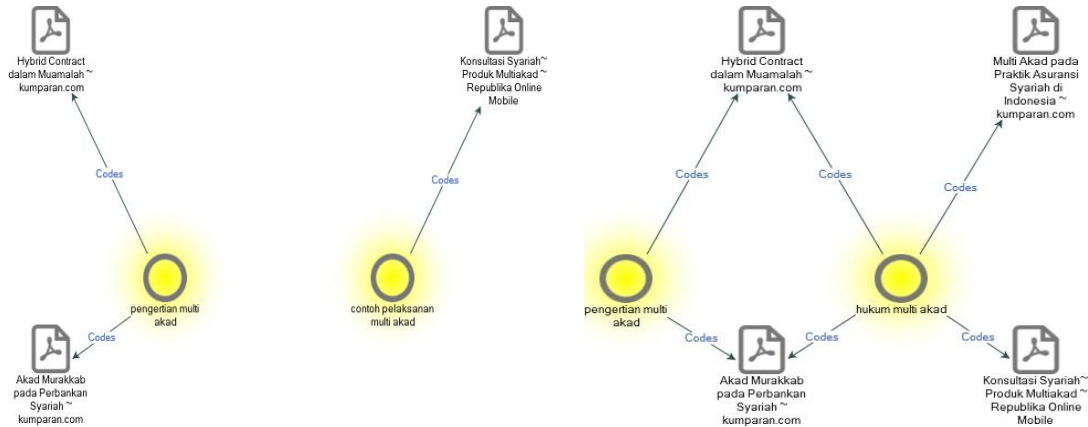 Hybrid Contract
dalam Muamalah ~
kumparan.com
Codes
pengertian multi
akad
Codes
Akad Murakkab
pada Perbankan
Syariah ~
kumparan.com
Konsultasi Syariah~
Produk Multiakad~
Republika Online
Mobile
Codes
contoh pelaksanan
multi akad
Hybrid Contract
dalam Muamalah ~
kumparan.com
Multi Akad pada
Praktik Asuransi
Syariah di
Indonesia ~
kumparan.com
Codes
Codes
Codes
pengertian multi
akad
hukum multi akad
Codes
Codes
Codes
Akad Murakkab
pada Perbankan
Syariah ~
kumparan.com
Konsultasi Syariah~
Produk Multiakad ~
Republika Online
Mobile